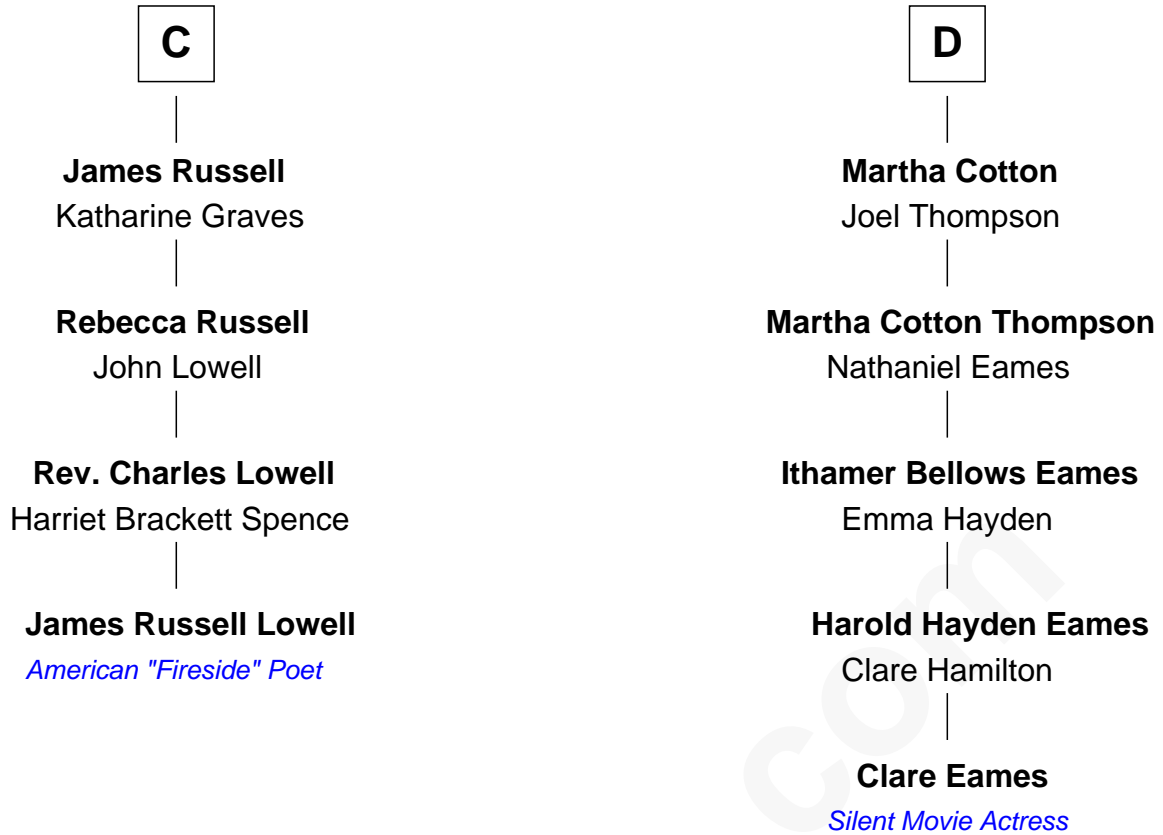 C
James Russell
Katharine Graves
Rebecca Russell
John Lowell
Rev. Charles Lowell
Harriet Brackett Spence
James Russell Lowell
American "Fireside" Poet
D
Martha Cotton
Joel Thompson
Martha Cotton Thompson
Nathaniel Eames
Ithamer Bellows Eames
Emma Hayden
Harold Hayden Eames
Clare Hamilton
Clare Eames
Silent Movie Actress
com